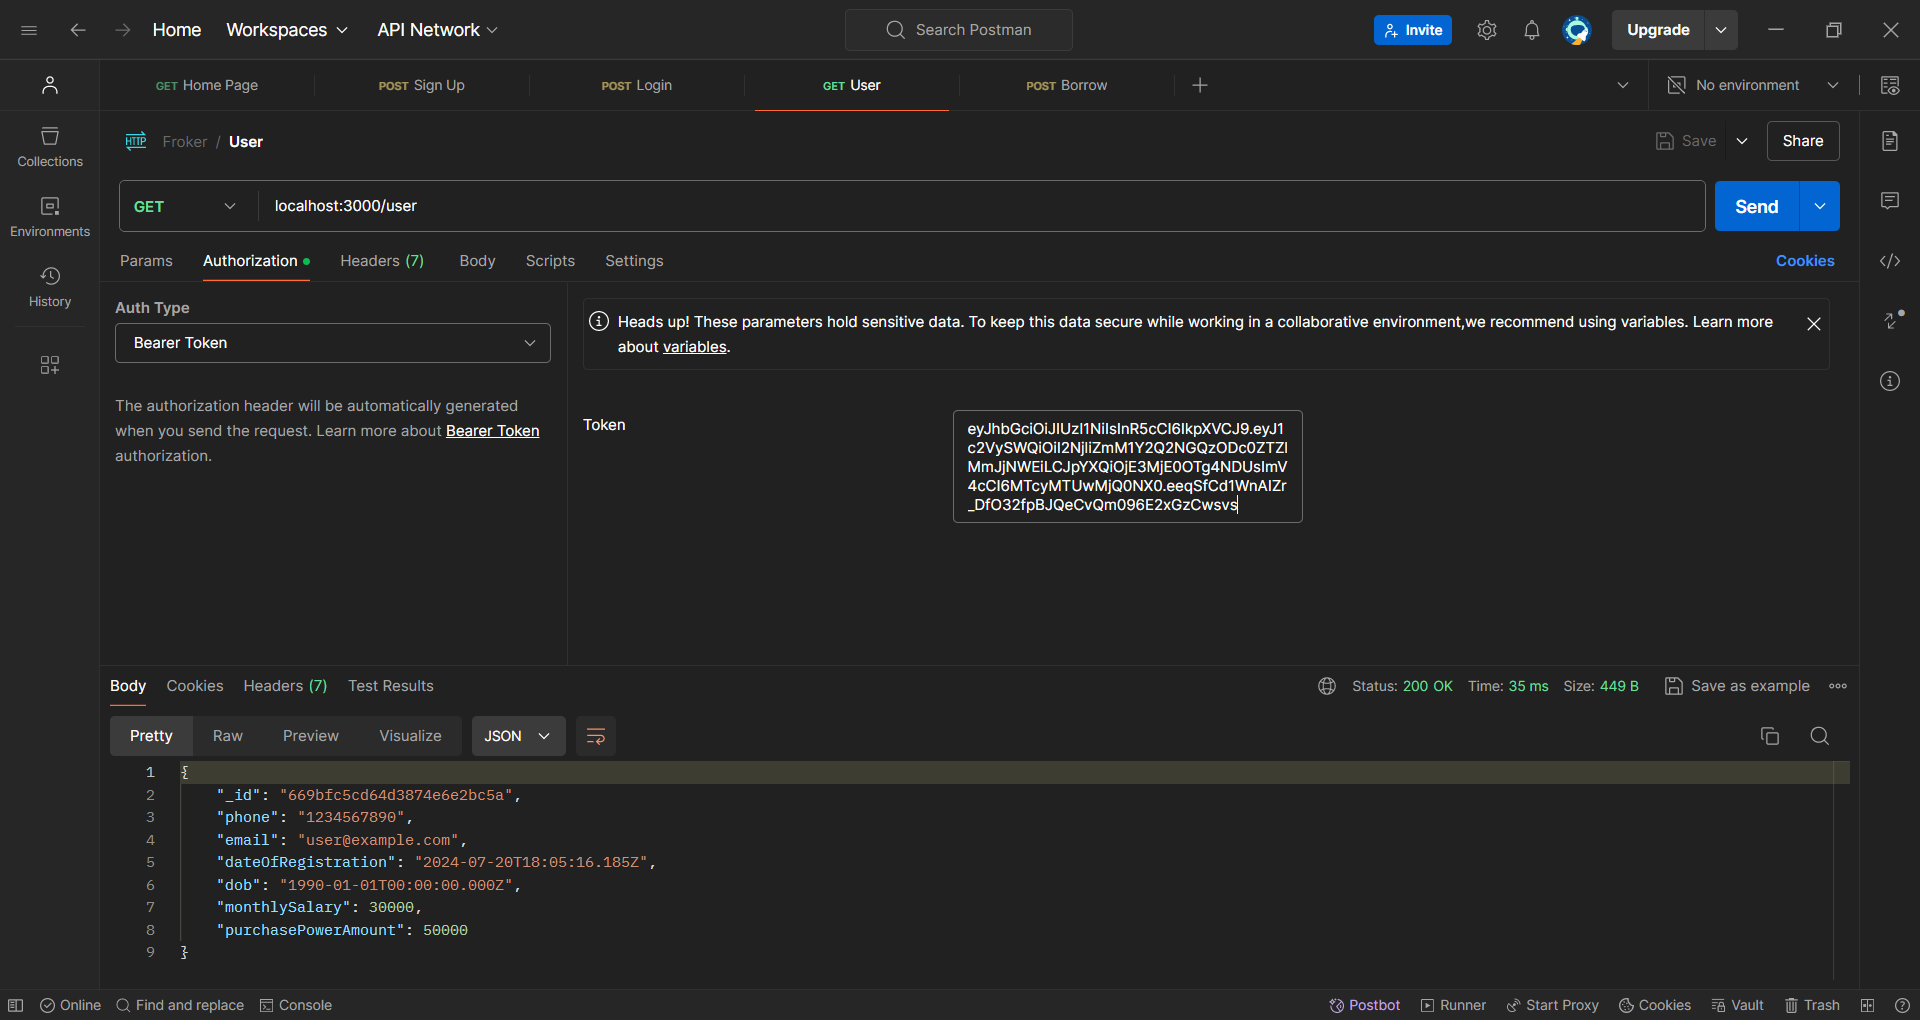 Home Workspaces API Network Search Postman Invite Upgrade
GET Home Page POST Sign Up POST Login GET User POST Borrow No environment
Collections
Environments
History
HTTP Froker / User Save Share
GET localhost:3000/user Send
Params Authorization Headers (7) Body Scripts Settings Cookies
Auth Type
Bearer Token
The authorization header will be automatically generated
when you send the request. Learn more about Bearer Token
authorization.
Heads up! These parameters hold sensitive data. To keep this data secure while working in a collaborative environment,we recommend using variables. Learn more
about variables.
Token
eyJhbGciOiJIUzI1NiIsInR5cCI6IkpXVCJ9.eyJ1
c2VySWQiOiI2NjliZmM1Y2Q2NGQzODc0ZTZl
MmJjNWEiLCJpYXQiOjE3MjE0OTg4NDUsImV
4cCI6MTcyMTUwMjQ0NX0.eeqSfCd1WnAIZr
_DfO32fpBJQeCvQm096E2xGzCwsvs
Body Cookies Headers (7) Test Results Status: 200 OK Time: 35 ms Size: 449 B Save as example
Pretty Raw Preview Visualize JSON
1 {
2 "_id": "669bfc5cd64d3874e6e2bc5a",
3 "phone": "1234567890",
4 "email": "user@example.com",
5 "dateOfRegistration": "2024-07-20T18:05:16.185Z",
6 "dob": "1990-01-01T00:00:00.000Z",
7 "monthlySalary": 30000,
8 "purchasePowerAmount": 50000
9 }
Online Find and replace Console Postbot Runner Start Proxy Cookies Vault Trash